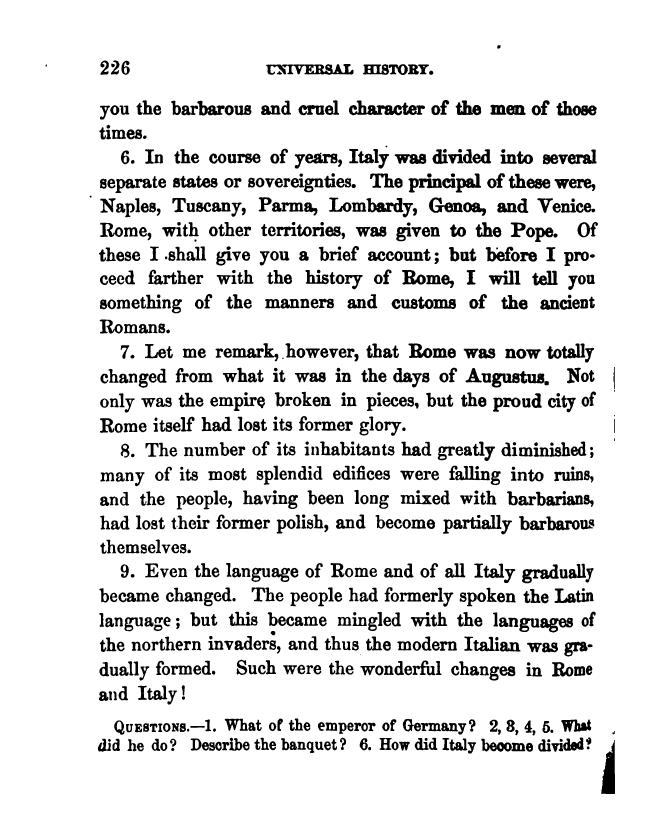 226 UNIVERSAL HISTORY.
you the barbarous and cruel character of the men of those
times.
6. In the course of years, Italy was divided into several
separate states or sovereignties. The principal of these were,
Naples, Tuscany, Parma, Lombardy, Genoa, and Venice.
Rome, with other territories, was given to the Pope. Of
these I shall give you a brief account; but before I pro-
ceed farther with the history of Rome, I will tell you
something of the manners and customs of the ancient
Romans.
7. Let me remark, however, that Rome was now totally
changed from what it was in the days of Augustus. Not
only was the empire broken in pieces, but the proud city of
Rome itself had lost its former glory.
8. The number of its inhabitants had greatly diminished;
many of its most splendid edifices were falling into ruins,
and the people, having been long mixed with barbarians,
had lost their former polish, and become partially barbarous
themselves.
9. Even the language of Rome and of all Italy gradually
became changed. The people had formerly spoken the Latin
language; but this became mingled with the languages of
the northern invaders, and thus the modern Italian was gra-
dually formed. Such were the wonderful changes in Rome
and Italy!
QUESTIONS.—1. What of the emperor of Germany? 2, 3, 4, 5. What
did he do? Describe the banquet? 6. How did Italy become divided?